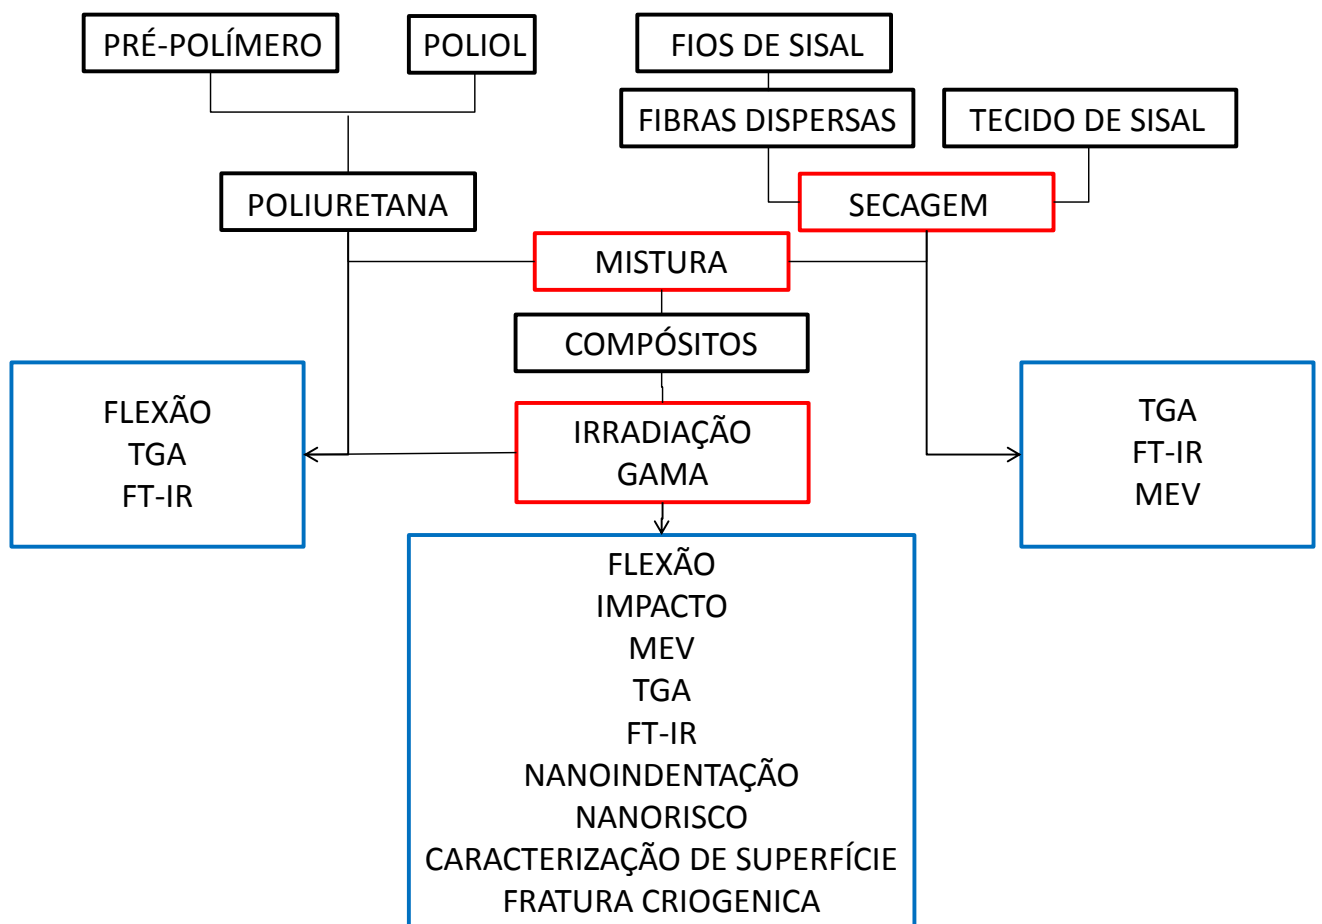 PRÉ-POLÍMERO
POLIOL
FIOS DE SISAL
FIBRAS DISPERSAS
TECIDO DE SISAL
POLIURETANA
SECAGEM
MISTURA
COMPÓSITOS
FLEXÃO
TGA
FT-IR
IRRADIAÇÃO
GAMA
TGA
FT-IR
MEV
FLEXÃO
IMPACTO
MEV
TGA
FT-IR
NANOINDENTAÇÃO
NANORISCO
CARACTERIZAÇÃO DE SUPERFÍCIE
FRATURA CRIOGENICA